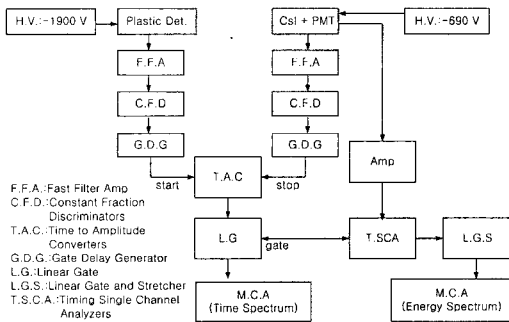 H.V.:-1900 V
Plastic Det.
CsI + PMT
H.V.:-690 V
F.F.A
F.F.A
C.F.D
C.F.D
G.D.G
G.D.G
Amp
start
T.A.C
stop
F.F.A.:Fast Filter Amp
C.F.D.:Constant Fraction
Discriminators
T.A.C.:Time to Amplitude
Converters
G.D.G.:Gate Delay Generator
L.G.:Linear Gate
L.G.S.:Linear Gate and Stretcher
T.S.C.A.:Timing Single Channel
Analyzers
L.G
gate
T.SCA
L.G.S
M.C.A
(Time Spectrum)
M.C.A
(Energy Spectrum)